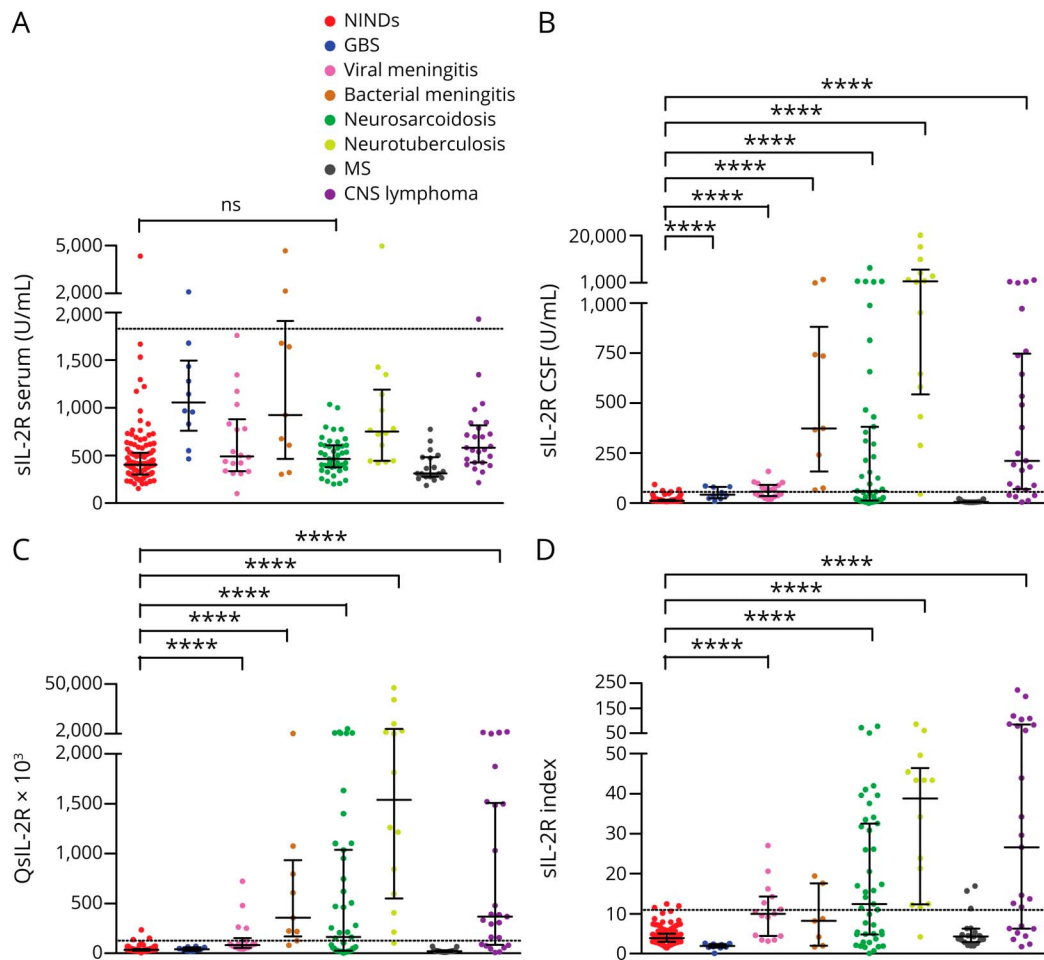 A
NINDs
GBS
Viral meningitis
Bacterial meningitis
Neurosarcoidosis
Neurotuberculosis
MS
CNS lymphoma
ns
sIL-2R serum (U/mL)
5,000
2,000
2,000
1,500
1,000
500
0
B
****
****
****
****
****
****
sIL-2R CSF (U/mL)
20,000
1,000
1,000
750
500
250
0
C
****
****
****
****
****
QsIL-2R × 10³
50,000
2,000
2,000
1,500
1,000
500
0
D
****
****
****
****
sIL-2R index
250
150
50
50
40
30
20
10
0